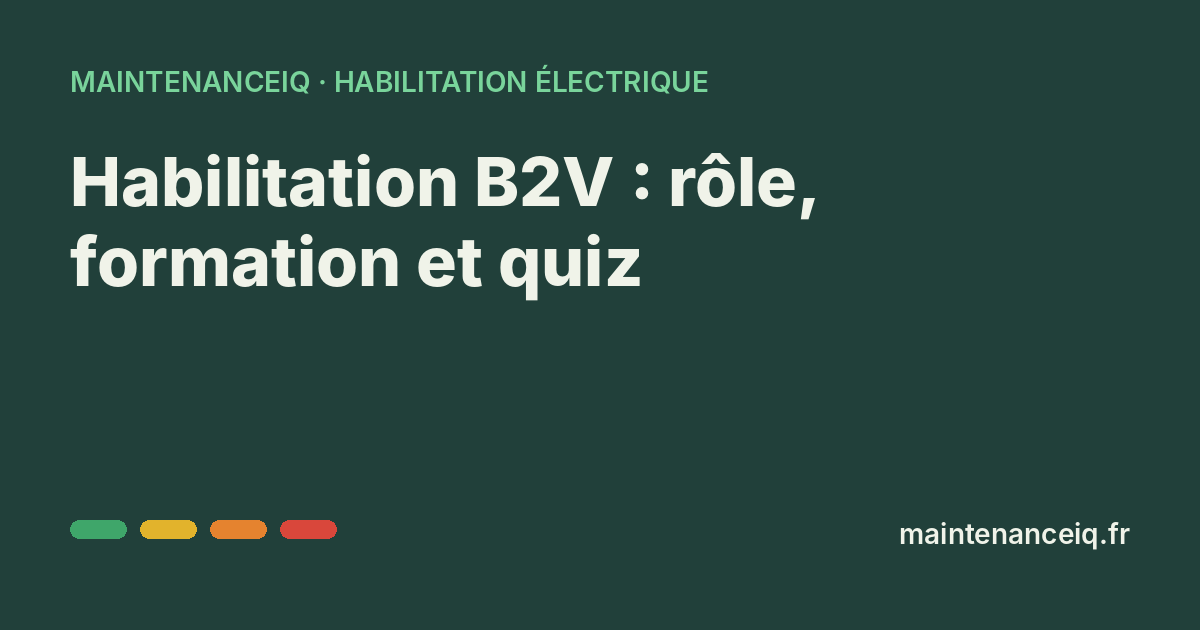 MAINTENANCEIQ · HABILITATION ÉLECTRIQUE
Habilitation B2V : rôle,
formation et quiz
maintenanceiq.fr